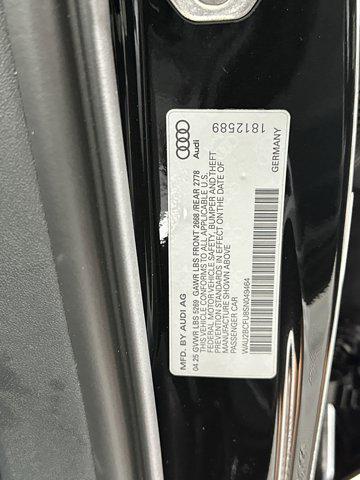 MFD. BY AUDI AG
04.25 GVWR LBS 5269 GAWR LBS FRONT 2668 /REAR 2778
THIS VEHICLE CONFORMS TO ALL APPLICABLE U.S.
FEDERAL MOTOR VEHICLE SAFETY, BUMPER AND THEFT
PREVENTION STANDARDS IN EFFECT ON THE DATE OF
MANUFACTURE SHOWN ABOVE
PASSENGER CAR
WAU2BCFU8SN049464
GERMANY
Audi
1812589